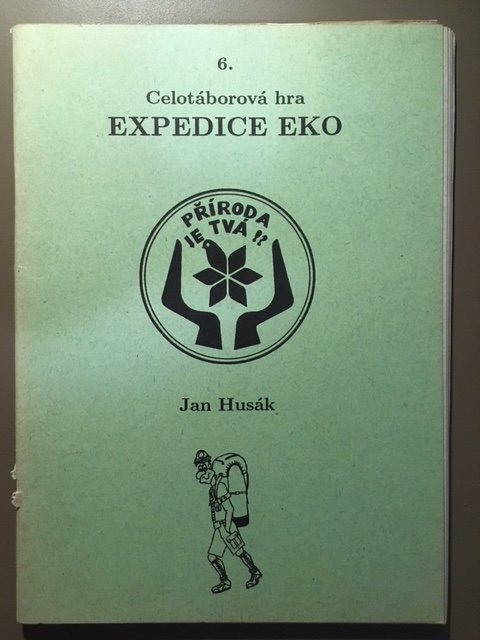 6.
Celotáborová hra
EXPEDICE EKO
PŘÍRODA
JE TVÁ !?
Jan Husák